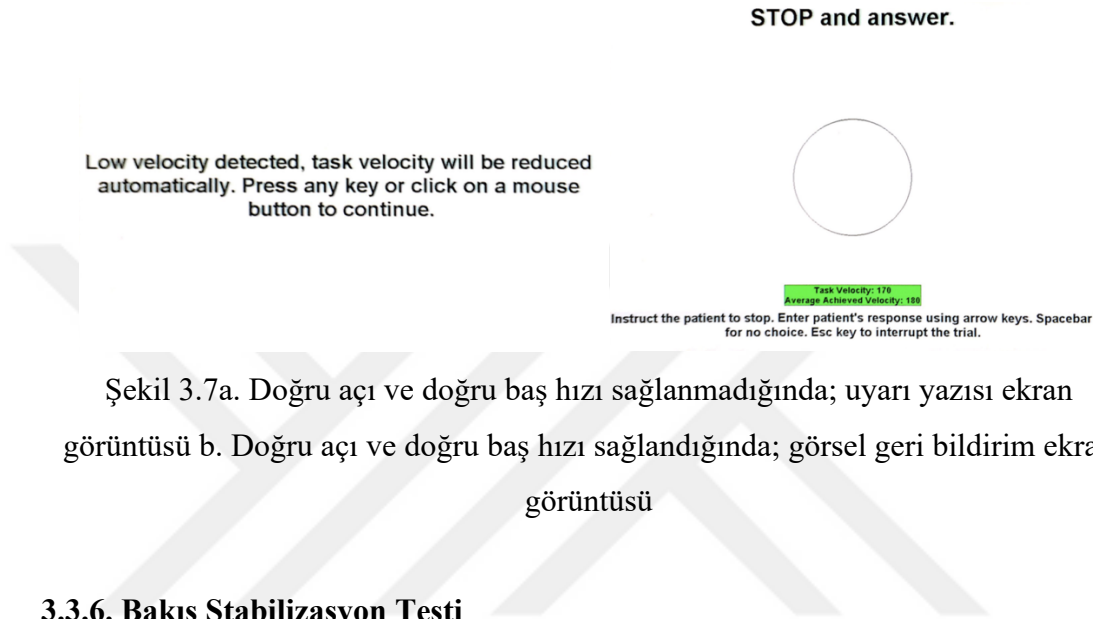 Low velocity detected, task velocity will be reduced
automatically. Press any key or click on a mouse
button to continue.
STOP and answer.
Task Velocity: 170
Average Achieved Velocity: 180
Instruct the patient to stop. Enter patient's response using arrow keys. Spacebar
for no choice. Esc key to interrupt the trial.
Şekil 3.7a. Doğru açı ve doğru baş hızı sağlanmadığında; uyarı yazısı ekran
görüntüsü b. Doğru açı ve doğru baş hızı sağlandığında; görsel geri bildirim ekra
görüntüsü
3.3.6. Bakış Stabilizasyon Testi